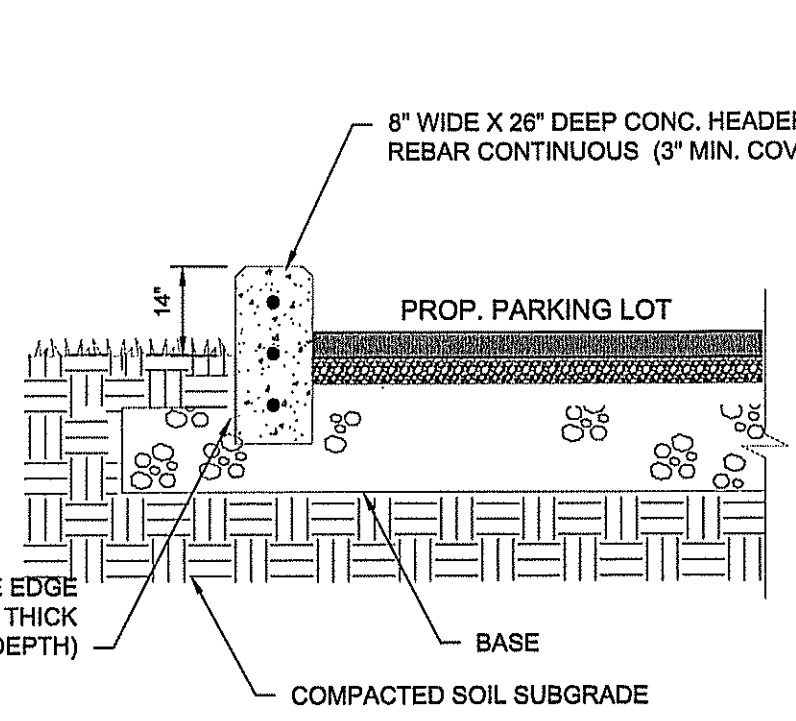 8" WIDE X 26" DEEP CONC. HEADER
REBAR CONTINUOUS (3" MIN. COV
14"
PROP. PARKING LOT
EDGE
THICK
DEPTH)
BASE
COMPACTED SOIL SUBGRADE